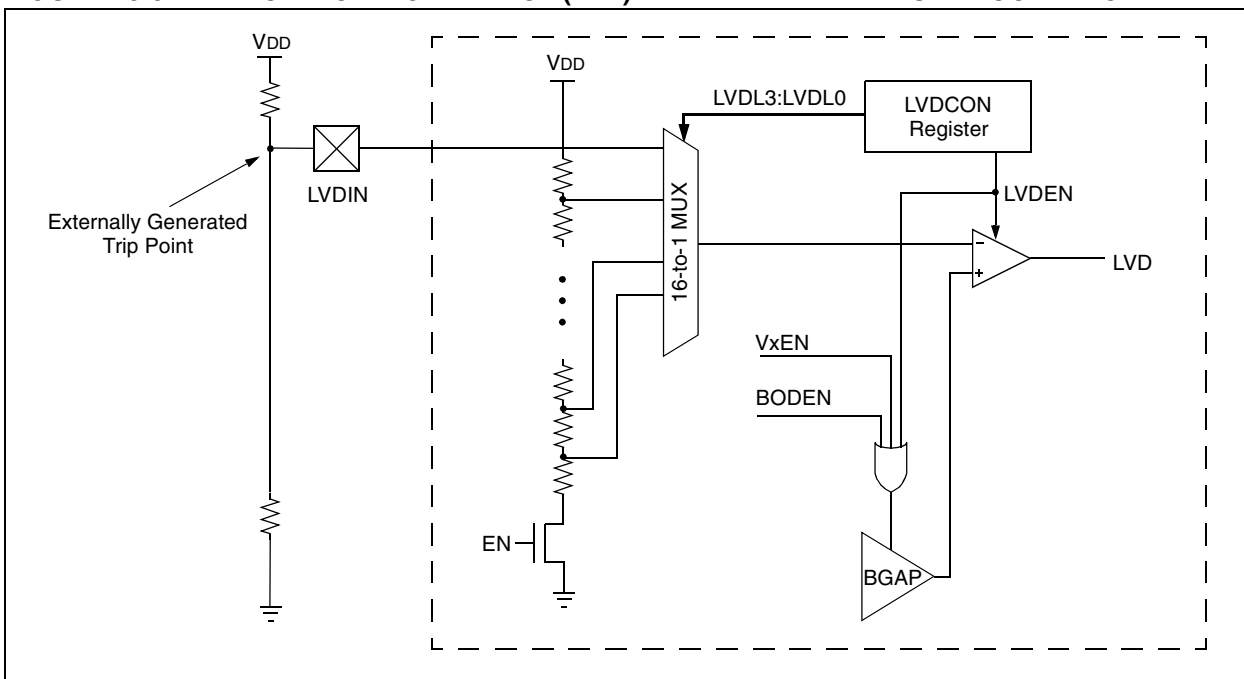 VDD
VDD
LVDL3:LVDL0
LVDCON
Register
LVDIN
LVDEN
Externally Generated
Trip Point
16-to-1 MUX
−
+
LVD
VxEN
BODEN
EN
BGAP